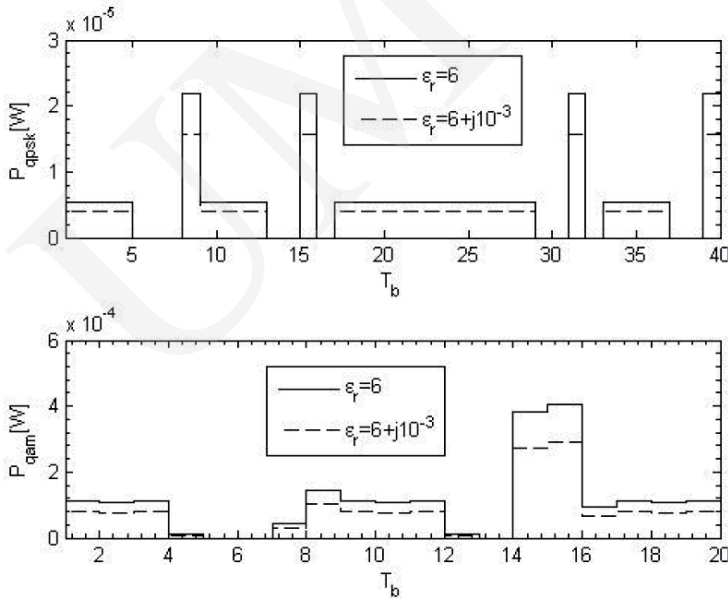 x 10⁻⁵
3
2
1
0
P_qpsk[W]
ε_r=6
ε_r=6+j10⁻³
5 10 15 20 25 30 35 40
T_b
x 10⁻⁴
6
4
2
0
P_qam[W]
ε_r=6
ε_r=6+j10⁻³
2 4 6 8 10 12 14 16 18 20
T_b
UM